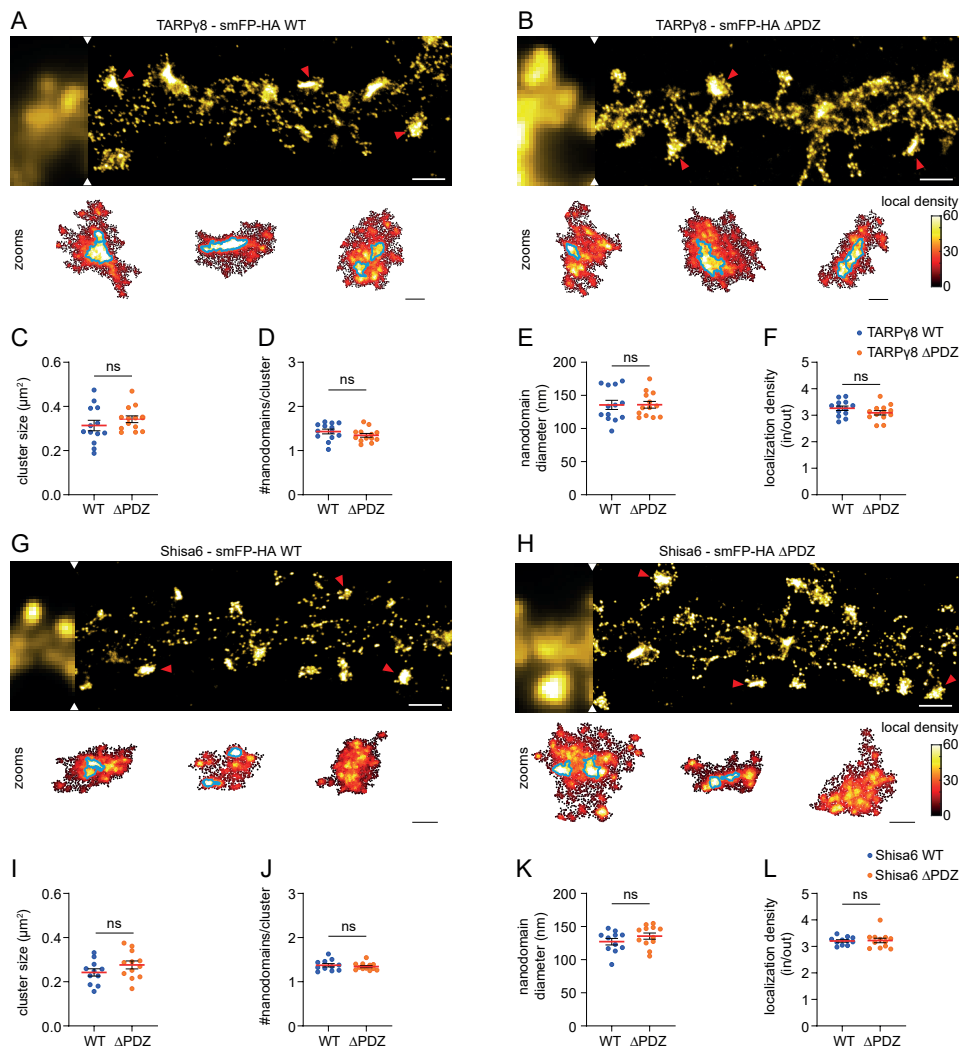 A
TARPγ8 - smFP-HA WT
B
TARPγ8 - smFP-HA ΔPDZ
zooms
zooms
local density
60
30
0
C
cluster size (µm²)
0.6
0.4
0.2
0.0
ns
WT ΔPDZ
D
#nanodomains/cluster
3
2
1
0
ns
WT ΔPDZ
E
nanodomain
diameter (nm)
200
150
100
50
0
ns
WT ΔPDZ
F
TARPγ8 WT
TARPγ8 ΔPDZ
localization density
(in/out)
5
4
3
2
1
0
ns
WT ΔPDZ
G
Shisa6 - smFP-HA WT
H
Shisa6 - smFP-HA ΔPDZ
zooms
zooms
local density
60
30
0
I
cluster size (µm²)
0.6
0.4
0.2
0.0
ns
WT ΔPDZ
J
#nanodomains/cluster
3
2
1
0
ns
WT ΔPDZ
K
nanodomain
diameter (nm)
200
150
100
50
0
ns
WT ΔPDZ
L
Shisa6 WT
Shisa6 ΔPDZ
localization density
(in/out)
5
4
3
2
1
0
ns
WT ΔPDZ